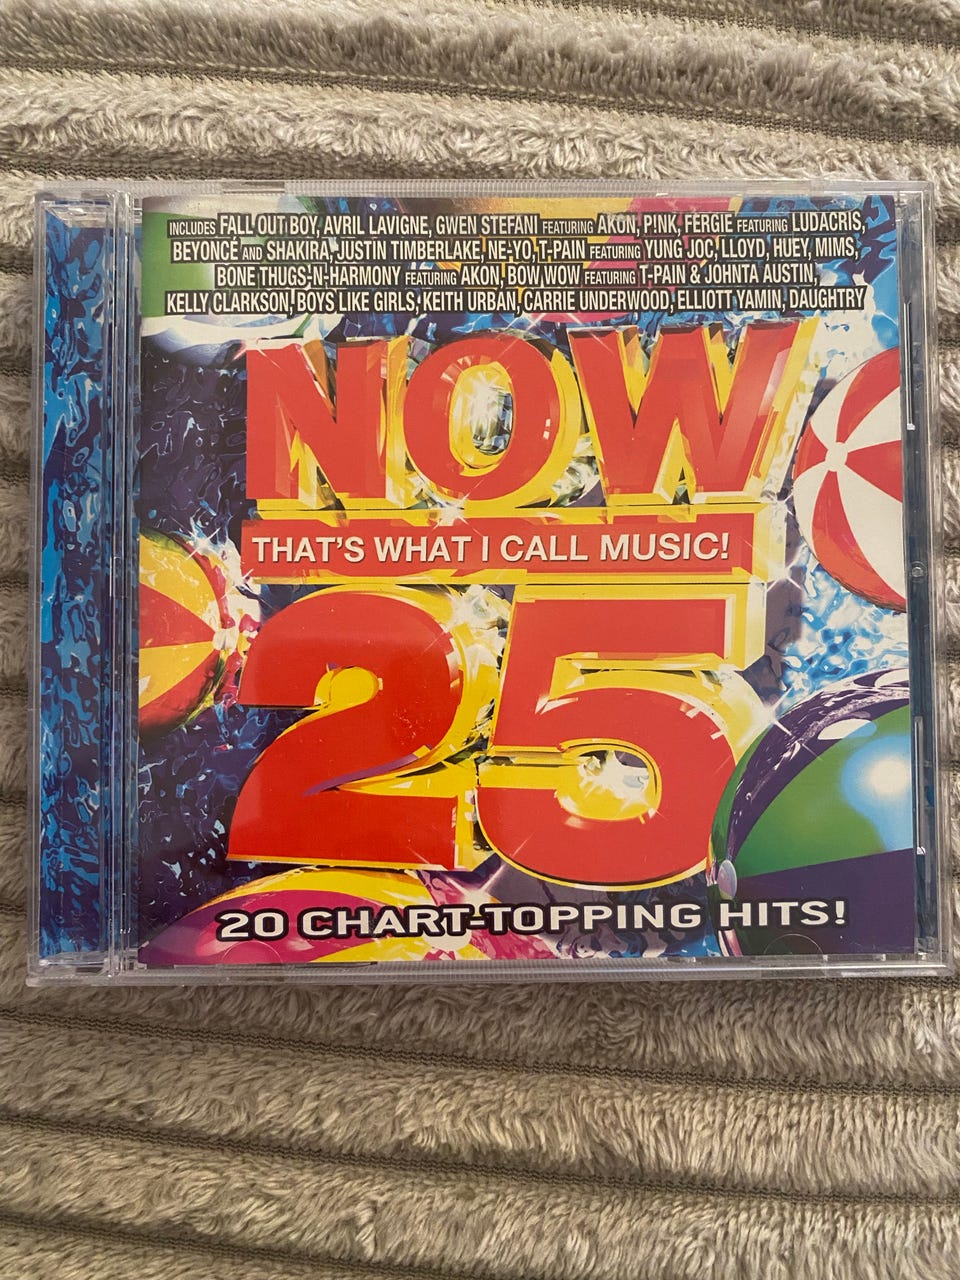 INCLUDES FALL OUT BOY, AVRIL LAVIGNE, GWEN STEFANI FEATURING AKON, P!NK, FERGIE FEATURING LUDACRIS,
BEYONCÉ AND SHAKIRA, JUSTIN TIMBERLAKE, NE-YO, T-PAIN FEATURING YUNG JOC, LLOYD, HUEY, MIMS,
BONE THUGS-N-HARMONY FEATURING AKON, BOW WOW FEATURING T-PAIN & JOHNTA AUSTIN,
KELLY CLARKSON, BOYS LIKE GIRLS, KEITH URBAN, CARRIE UNDERWOOD, ELLIOTT YAMIN, DAUGHTRY
NOW
THAT'S WHAT I CALL MUSIC!
25
20 CHART-TOPPING HITS!